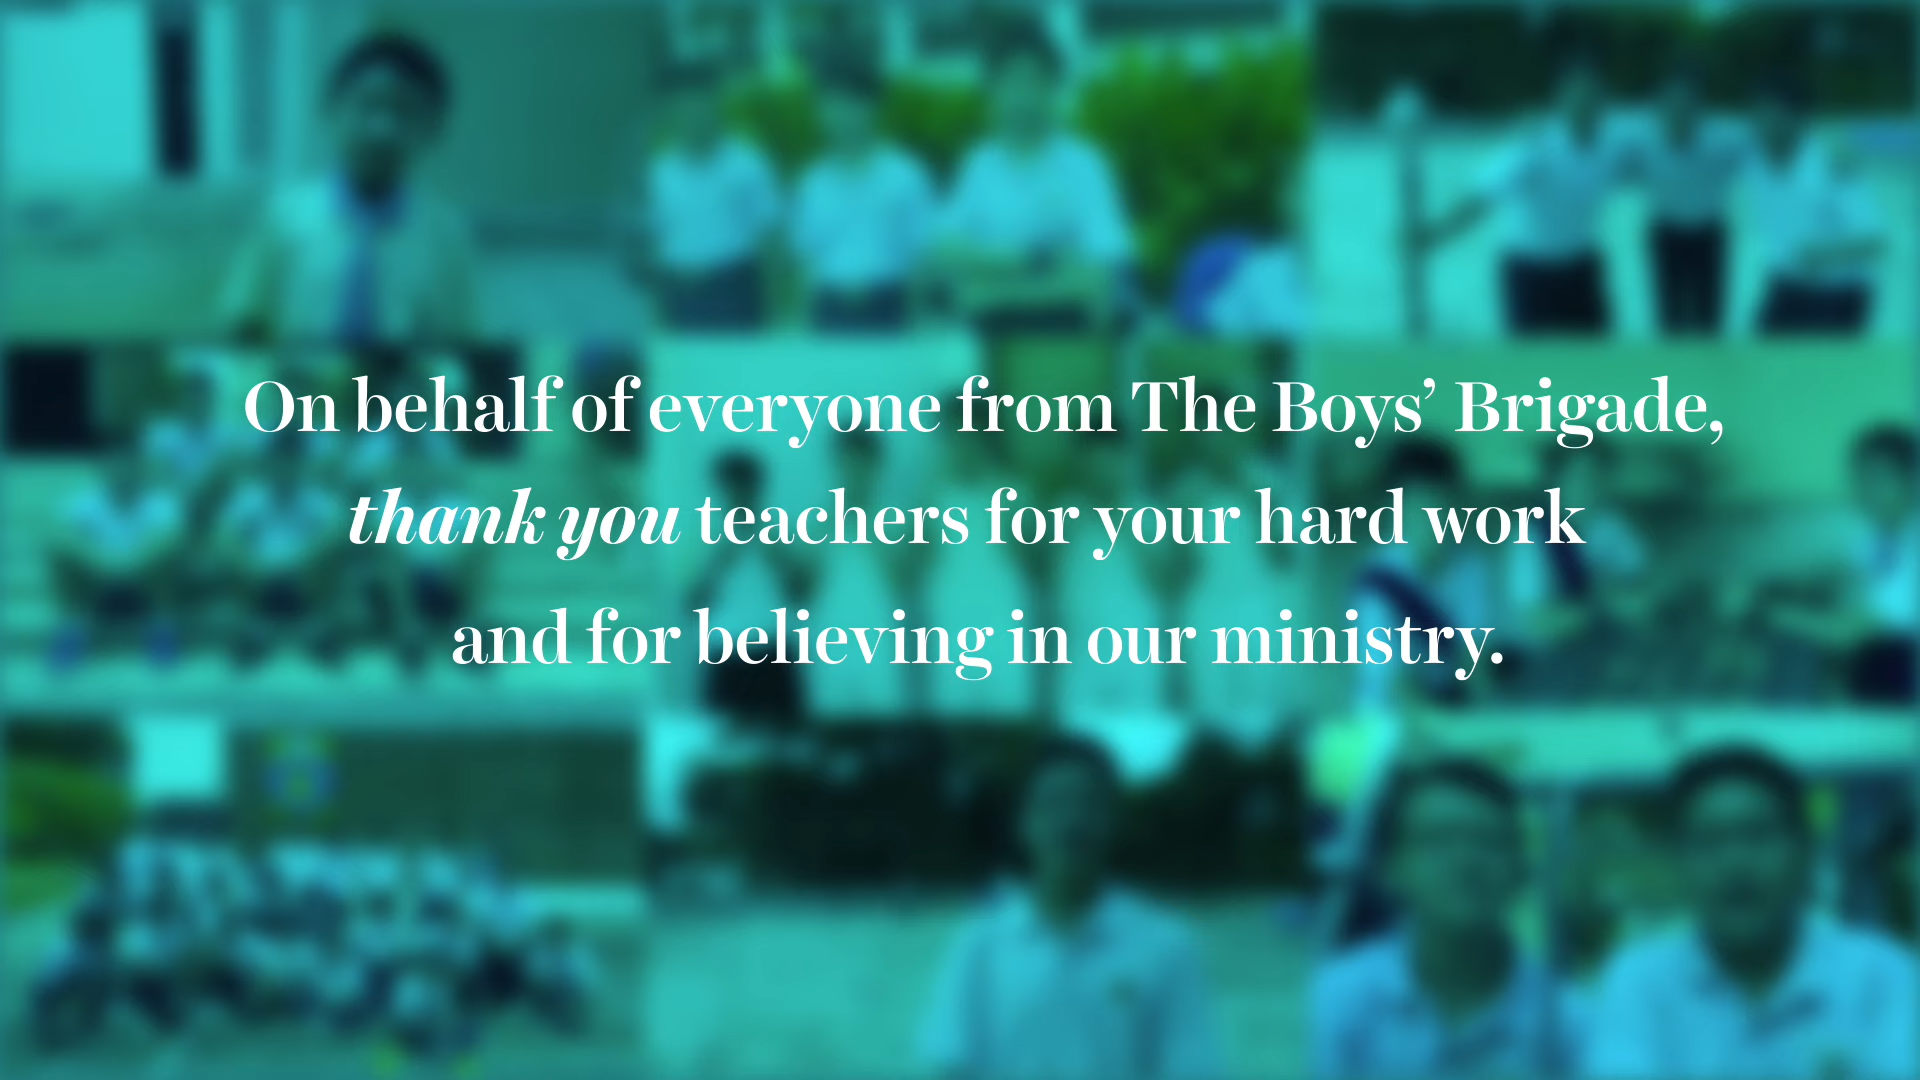 On behalf of everyone from The Boys’ Brigade,
thank you teachers for your hard work
and for believing in our ministry.